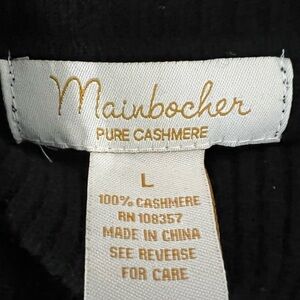 Mainbocher
PURE CASHMERE
L
100% CASHMERE
RN 108357
MADE IN CHINA
SEE REVERSE
FOR CARE